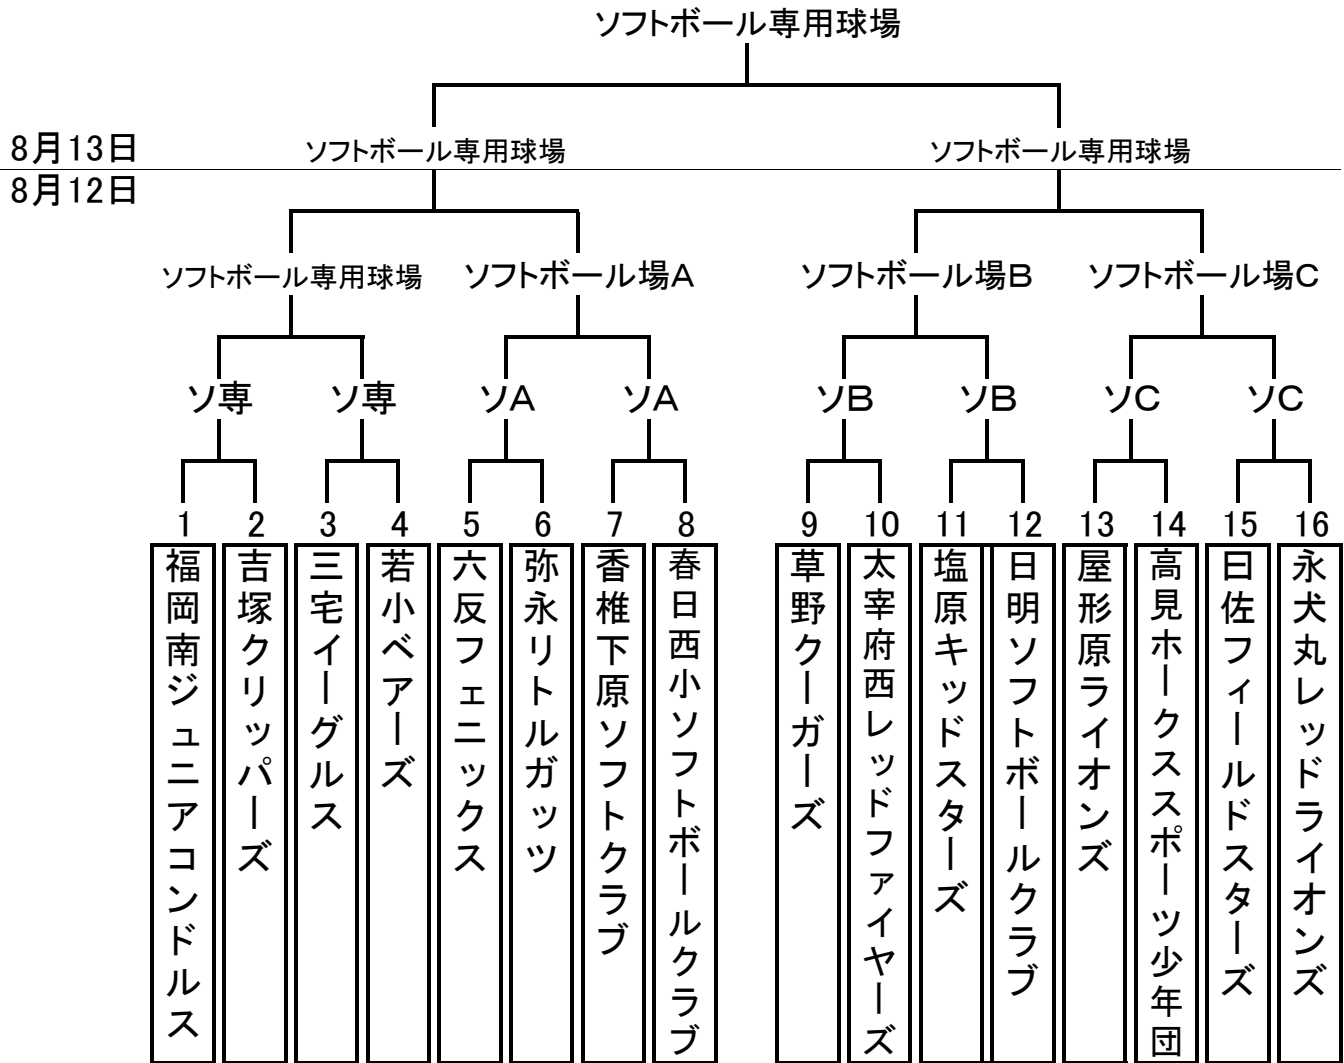 ソフトボール専用球場
8月13日
ソフトボール専用球場
ソフトボール専用球場
8月12日
ソフトボール専用球場
ソフトボール場A
ソフトボール場B
ソフトボール場C
ソ専
ソ専
ソA
ソA
ソB
ソB
ソC
ソC
1
2
3
4
5
6
7
8
9
10
11
12
13
14
15
16
福岡南ジュニアコンドルス
吉塚クリッパーズ
三宅イーグルス
若小ベアーズ
六反フェニックス
弥永リトルガッツ
香椎下原ソフトクラブ
春日西小ソフトボールクラブ
草野クーガーズ
太宰府西レッドファイヤーズ
塩原キッドスターズ
日明ソフトボールクラブ
屋形原ライオンズ
高見ホークススポーツ少年団
曰佐フィールドスターズ
永犬丸レッドライオンズ